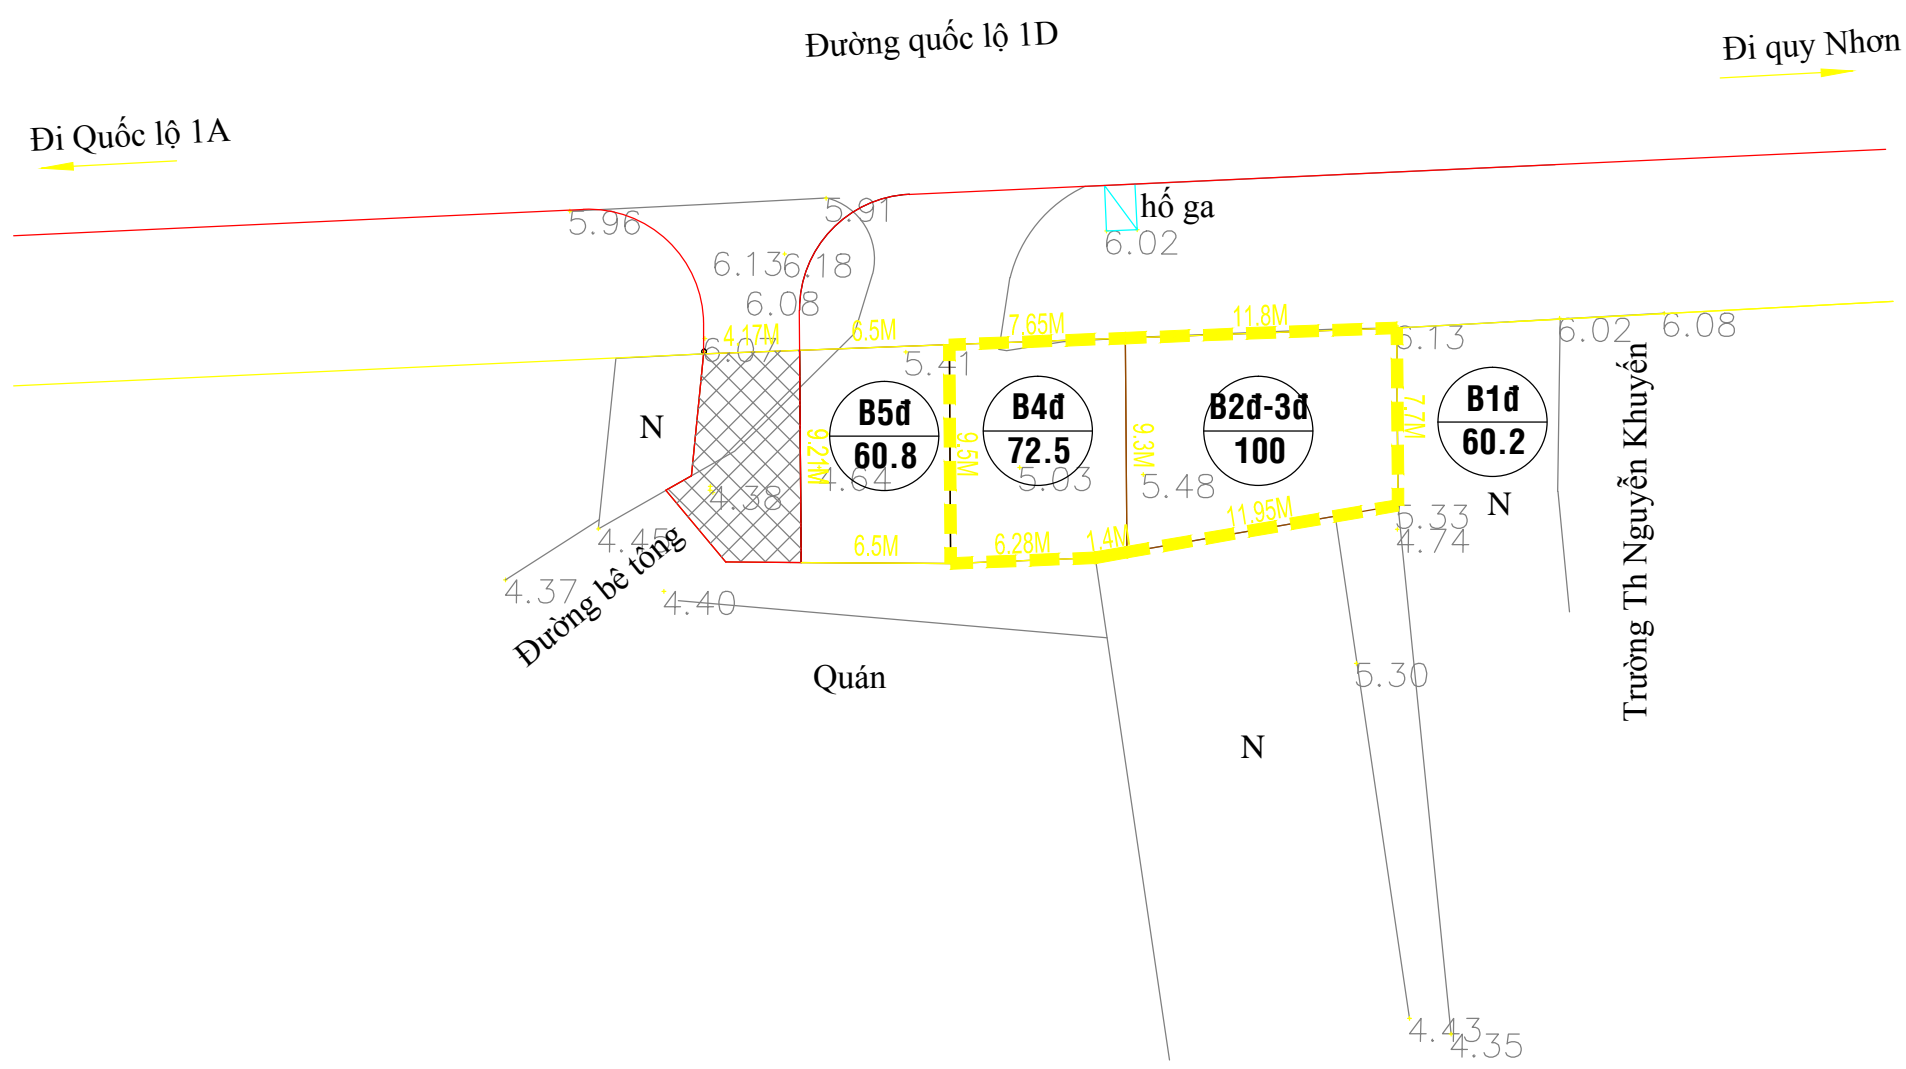 Đường quốc lộ 1D
Đi quy Nhơn
Đi Quốc lộ 1A
5.96
5.91
hố ga
6.02
6.13
6.18
6.08
4.17M
6.5M
7.65M
11.8M
6.07
5.41
6.13
6.02
6.08
N
B5đ
60.8
B4đ
72.5
B2đ-3đ
100
B1đ
60.2
9.21M
9.5M
9.3M
7.7M
4.64
5.03
5.48
4.38
11.95M
5.33
N
4.74
4.45
6.5M
6.28M
1.4M
4.37
4.40
Đường bê tông
Trường Th Nguyễn Khuyến
Quán
5.30
N
4.43
4.35